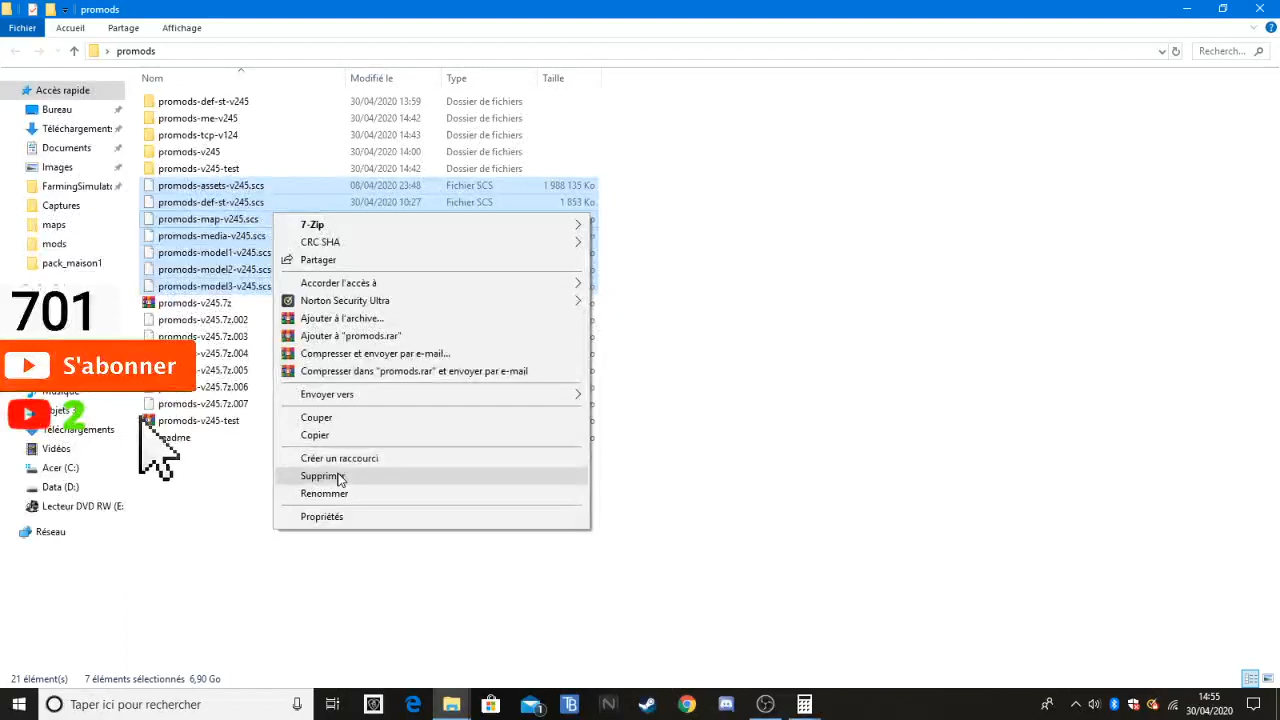 promods
Fichier Accueil Partage Affichage
promods Recherch...
Nom Modifié le Type Taille
Accès rapide
Bureau
Téléchargement
Documents
Images
FarmingSimulat
Captures
maps
mods
pack_maison1
701
S'abonner
2
Téléchargements
Vidéos
Acer (C:)
Data (D:)
Lecteur DVD RW (E:
Réseau
promods-def-st-v245 30/04/2020 13:59 Dossier de fichiers
promods-me-v245 30/04/2020 14:42 Dossier de fichiers
promods-tcp-v124 30/04/2020 14:43 Dossier de fichiers
promods-v245 30/04/2020 14:00 Dossier de fichiers
promods-v245-test 30/04/2020 14:42 Dossier de fichiers
promods-assets-v245.scs 08/04/2020 23:48 Fichier SCS 1 988 135 Ko
promods-def-st-v245.scs 30/04/2020 10:27 Fichier SCS 1 853 Ko
promods-map-v245.scs
promods-media-v245.scs
promods-model1-v245.scs
promods-model2-v245.scs
promods-model3-v245.scs
promods-v245.7z
promods-v245.7z.002
promods-v245.7z.003
promods-v245.7z.004
promods-v245.7z.005
promods-v245.7z.006
promods-v245.7z.007
promods-v245-test
7-Zip
CRC SHA
Partager
Accorder l'accès à
Norton Security Ultra
Ajouter à l'archive...
Ajouter à "promods.rar"
Compresser et envoyer par e-mail...
Compresser dans "promods.rar" et envoyer par e-mail
Envoyer vers
Couper
Copier
Créer un raccourci
Supprimer
Renommer
Propriétés
21 élément(s) 7 éléments sélectionnés 6,90 Go
Taper ici pour rechercher
14:55
30/04/2020